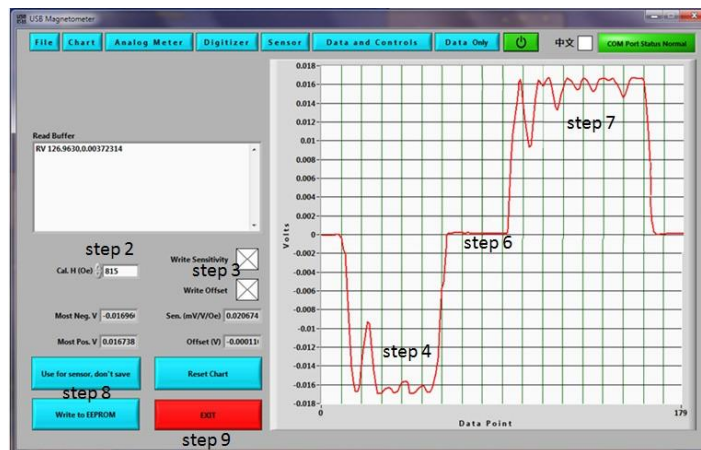 USB Magnetometer
File Chart Analog Meter Digitizer Sensor Data and Controls Data Only 中文 COM Port Status Normal
Read Buffer
RV 126.9630,0.00372314
step 2
Cal. H (Oe) 815
Write Sensitivity
step 3
Write Offset
Most Neg. V -0.01696
Sen. (mV/V/Oe) 0.020674
Most Pos. V 0.016738
Offset (V) -0.00011
Use for sensor, don't save
Reset Chart
step 8
Write to EEPROM
EXIT
step 9
0.018
0.016
0.014
0.012
0.01
0.008
0.006
0.004
0.002
0
-0.002
-0.004
-0.006
-0.008
-0.01
-0.012
-0.014
-0.016
-0.018
Volts
step 7
step 6
step 4
0
179
Data Point